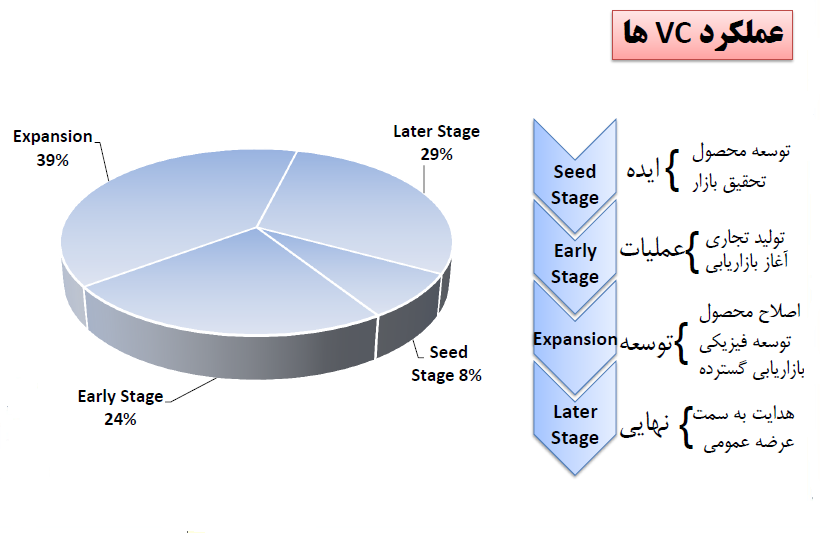 عملکرد VC ها
Expansion
39%
Later Stage
29%
Seed
Stage 8%
Early Stage
24%
Seed
Stage
ایده
توسعه محصول
تحقیق بازار
Early
Stage
عملیات
تولید تجاری
آغاز بازاریابی
Expansion
توسعه
اصلاح محصول
توسعه فیزیکی
بازاریابی گسترده
Later
Stage
نهایی
هدایت به سمت
عرضه عمومی